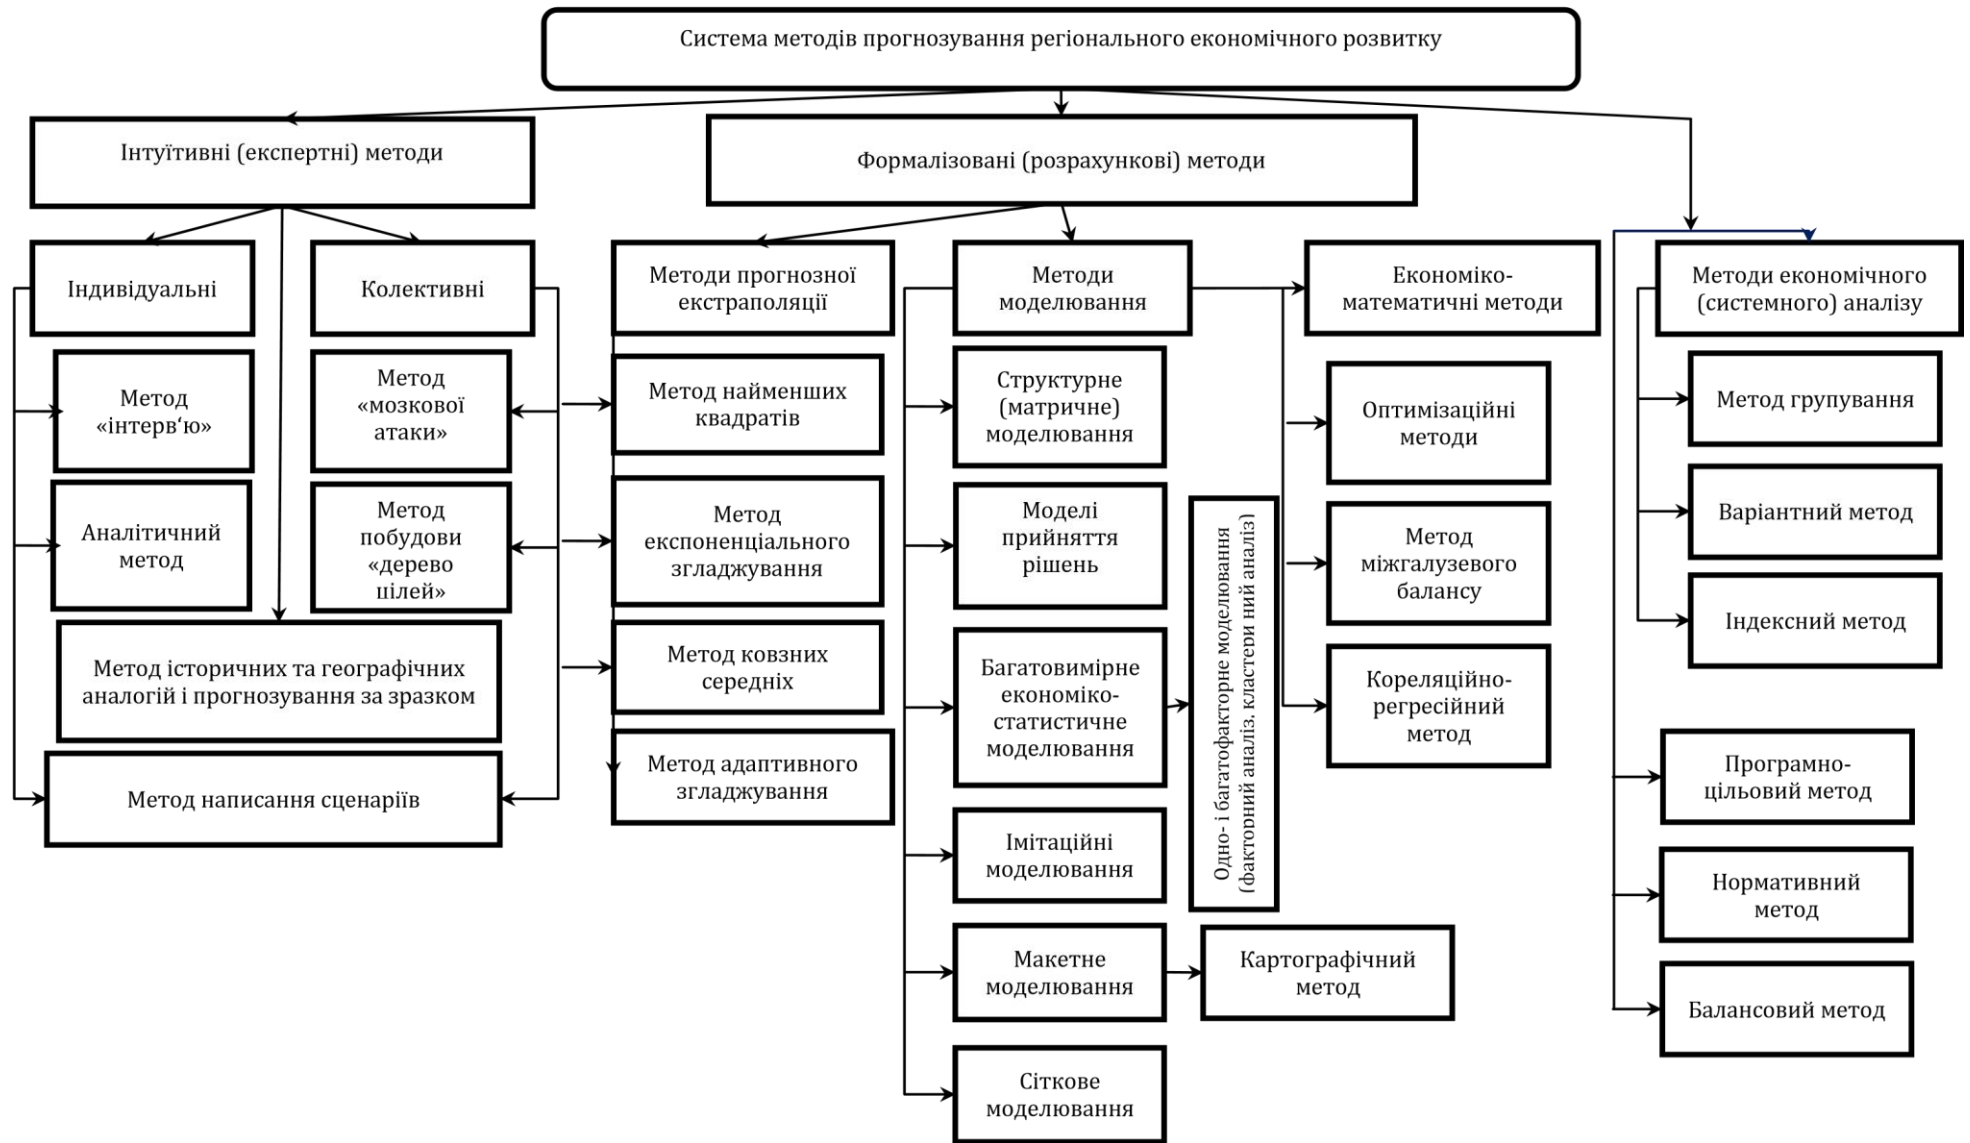 Система методів прогнозування регіонального економічного розвитку
Інтуїтивні (експертні) методи
Формалізовані (розрахункові) методи
Індивідуальні
Колективні
Методи прогнозної
екстраполяції
Методи
моделювання
Економіко-
математичні методи
Методи економічного
(системного) аналізу
Метод
«інтерв‘ю»
Аналітичний
метод
Метод
«мозкової
атаки»
Метод
побудови
«дерево
цілей»
Метод історичних та географічних
аналогій і прогнозування за зразком
Метод написання сценаріїв
Метод найменших
квадратів
Метод
експоненціального
згладжування
Метод ковзних
середніх
Метод адаптивного
згладжування
Структурне
(матричне)
моделювання
Моделі
прийняття
рішень
Багатовимірне
економіко-
статистичне
моделювання
Імітаційні
моделювання
Макетне
моделювання
Сіткове
моделювання
Одно- і багатофакторне моделювання
(факторний аналіз, кластери ний аналіз)
Картографічний
метод
Оптимізаційні
методи
Метод
міжгалузевого
балансу
Кореляційно-
регресійний
метод
Метод групування
Варіантний метод
Індексний метод
Програмно-
цільовий метод
Нормативний
метод
Балансовий метод